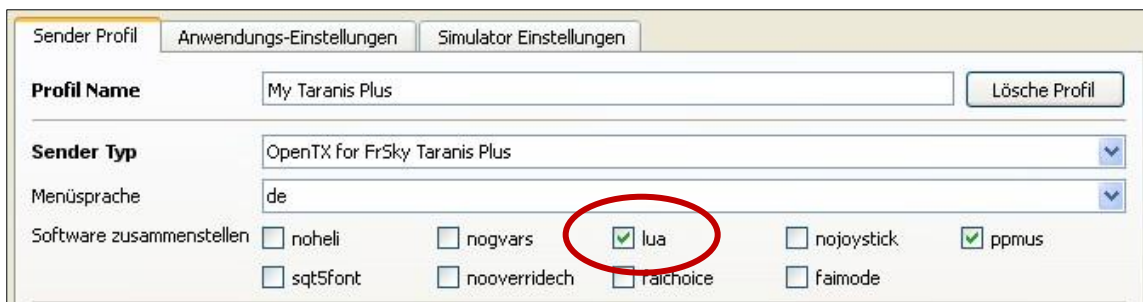 Sender Profil Anwendungs-Einstellungen Simulator Einstellungen
Profil Name My Taranis Plus Lösche Profil
Sender Typ OpenTX for FrSky Taranis Plus
Menüsprache de
Software zusammenstellen noheli nogvars lua nojoystick ppmus
sqt5font nooverridech faichoice faimode